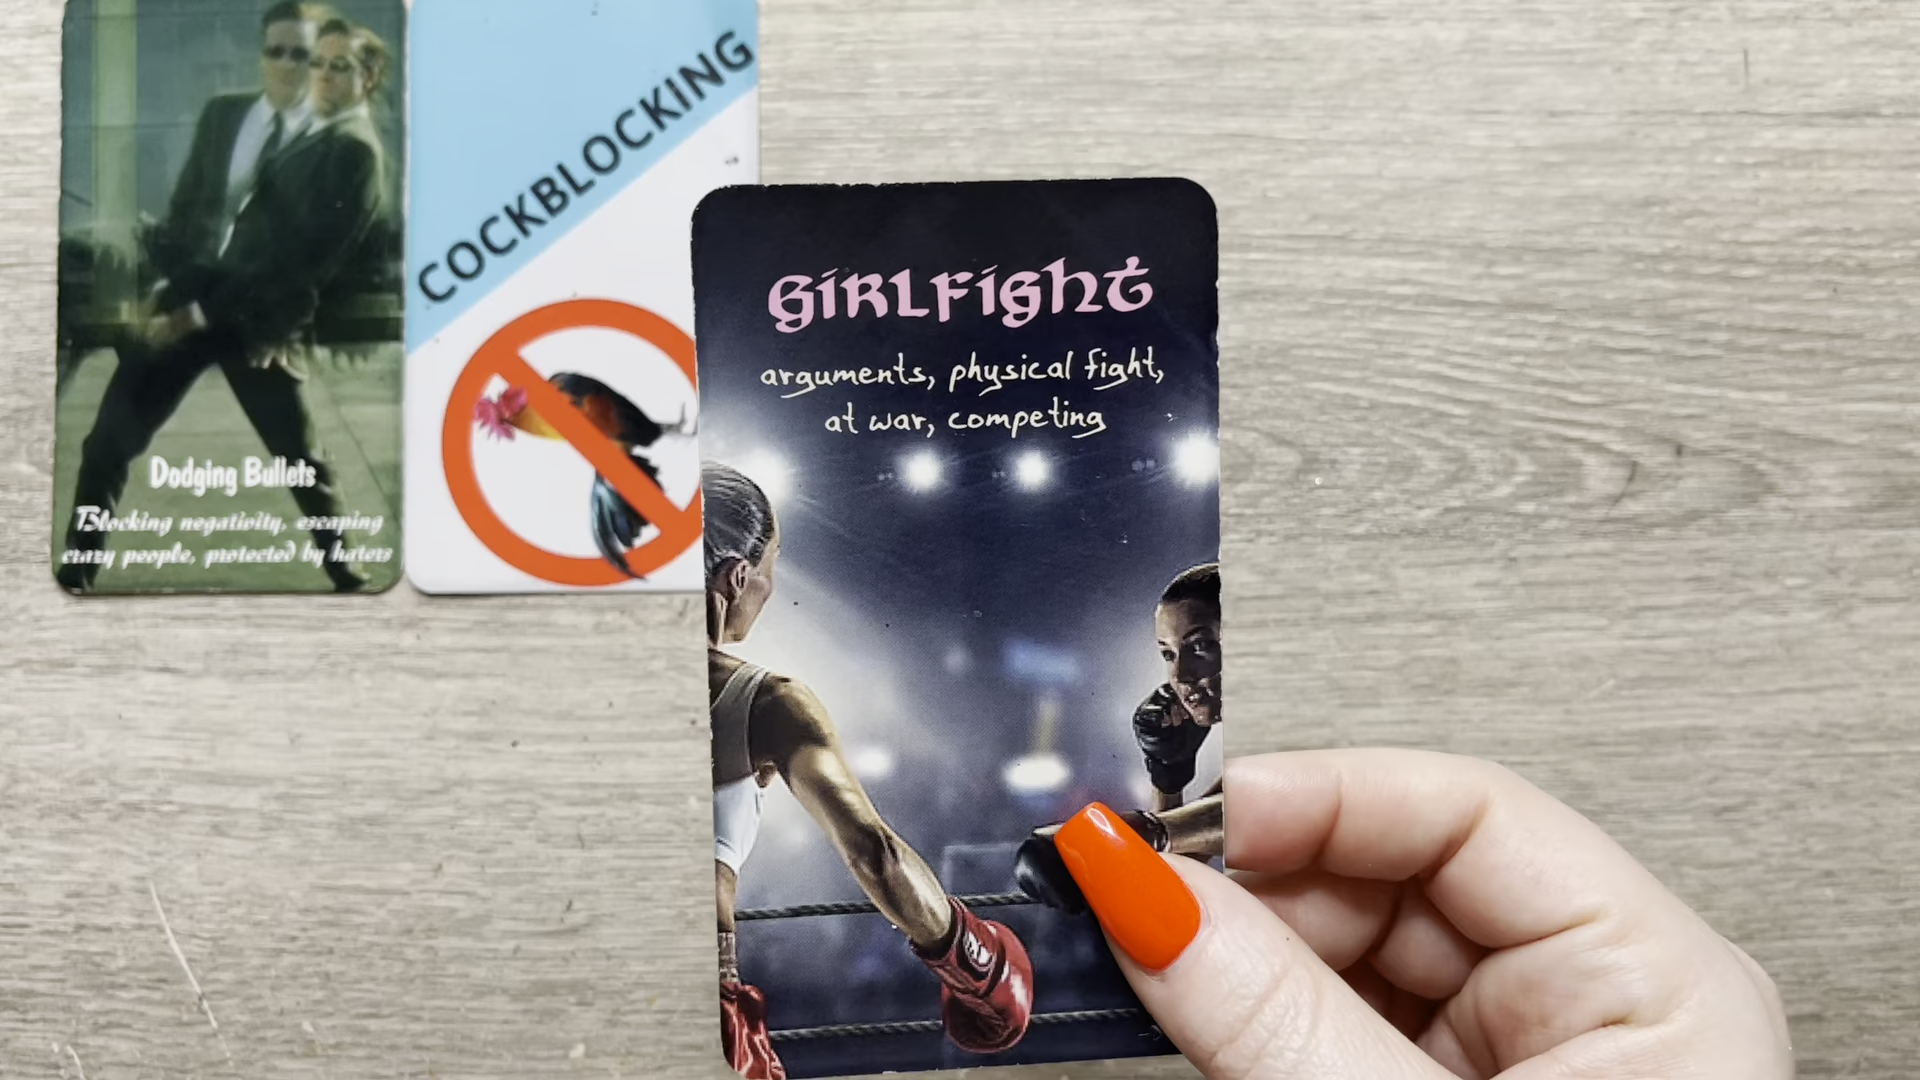 Dodging Bullets
Blocking negativity, escaping
crazy people, protected by haters
COCKBLOCKING
GIRLFIGHT
arguments, physical fight,
at war, competing